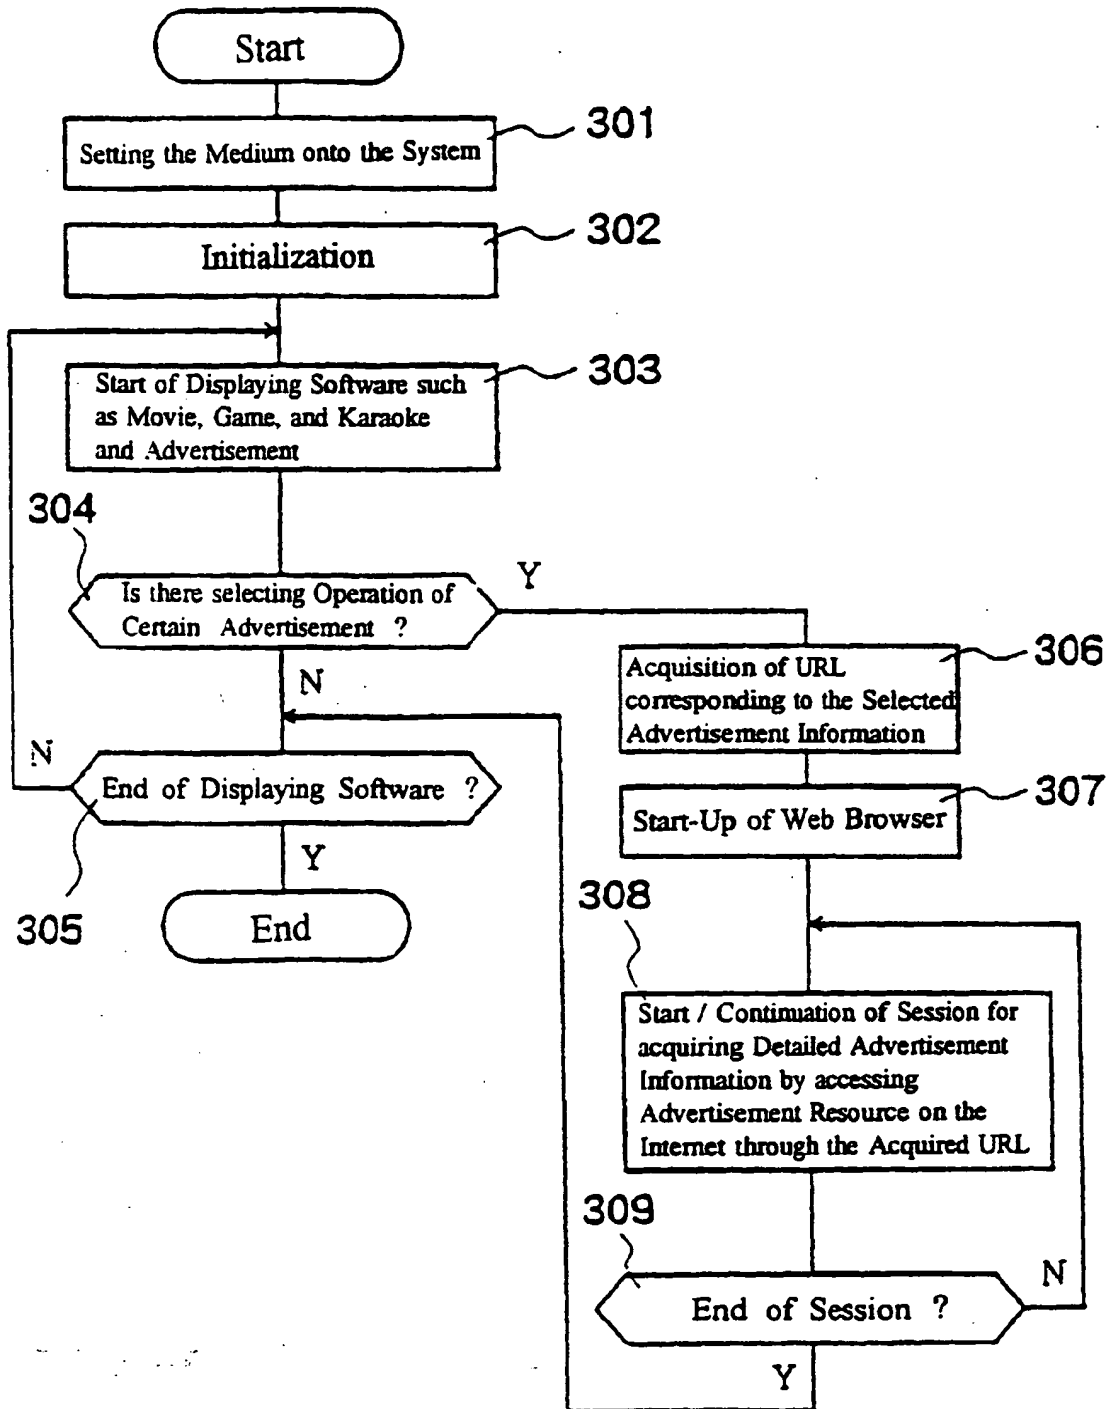 Start
301
Setting the Medium onto the System
302
Initialization
303
Start of Displaying Software such
as Movie, Game, and Karaoke
and Advertisement
304
Is there selecting Operation of
Certain Advertisement ?
Y
N
306
Acquisition of URL
corresponding to the Selected
Advertisement Information
N
End of Displaying Software ?
305
Y
End
307
Start-Up of Web Browser
308
Start / Continuation of Session for
acquiring Detailed Advertisement
Information by accessing
Advertisement Resource on the
Internet through the Acquired URL
309
End of Session ?
N
Y